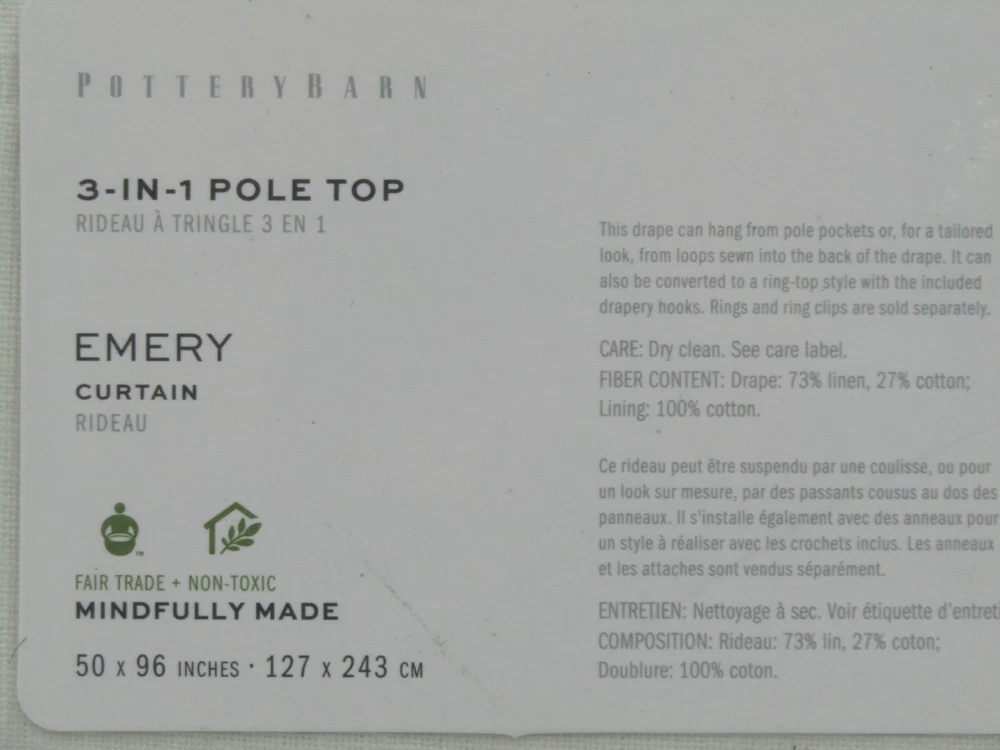 POTTERYBARN
3-IN-1 POLE TOP
RIDEAU À TRINGLE 3 EN 1
EMERY
CURTAIN
RIDEAU
FAIR TRADE + NON-TOXIC
MINDFULLY MADE
50 x 96 INCHES · 127 x 243 CM
This drape can hang from pole pockets or, for a tailored
look, from loops sewn into the back of the drape. It can
also be converted to a ring-top style with the included
drapery hooks. Rings and ring clips are sold separately.
CARE: Dry clean. See care label.
FIBER CONTENT: Drape: 73% linen, 27% cotton;
Lining: 100% cotton.
Ce rideau peut être suspendu par une coulisse, ou pour
un look sur mesure, par des passants cousus au dos des
panneaux. Il s'installe également avec des anneaux pour
un style à réaliser avec les crochets inclus. Les anneaux
et les attaches sont vendus séparément.
ENTRETIEN: Nettoyage à sec. Voir étiquette d'entreti
COMPOSITION: Rideau: 73% lin, 27% coton;
Doublure: 100% coton.